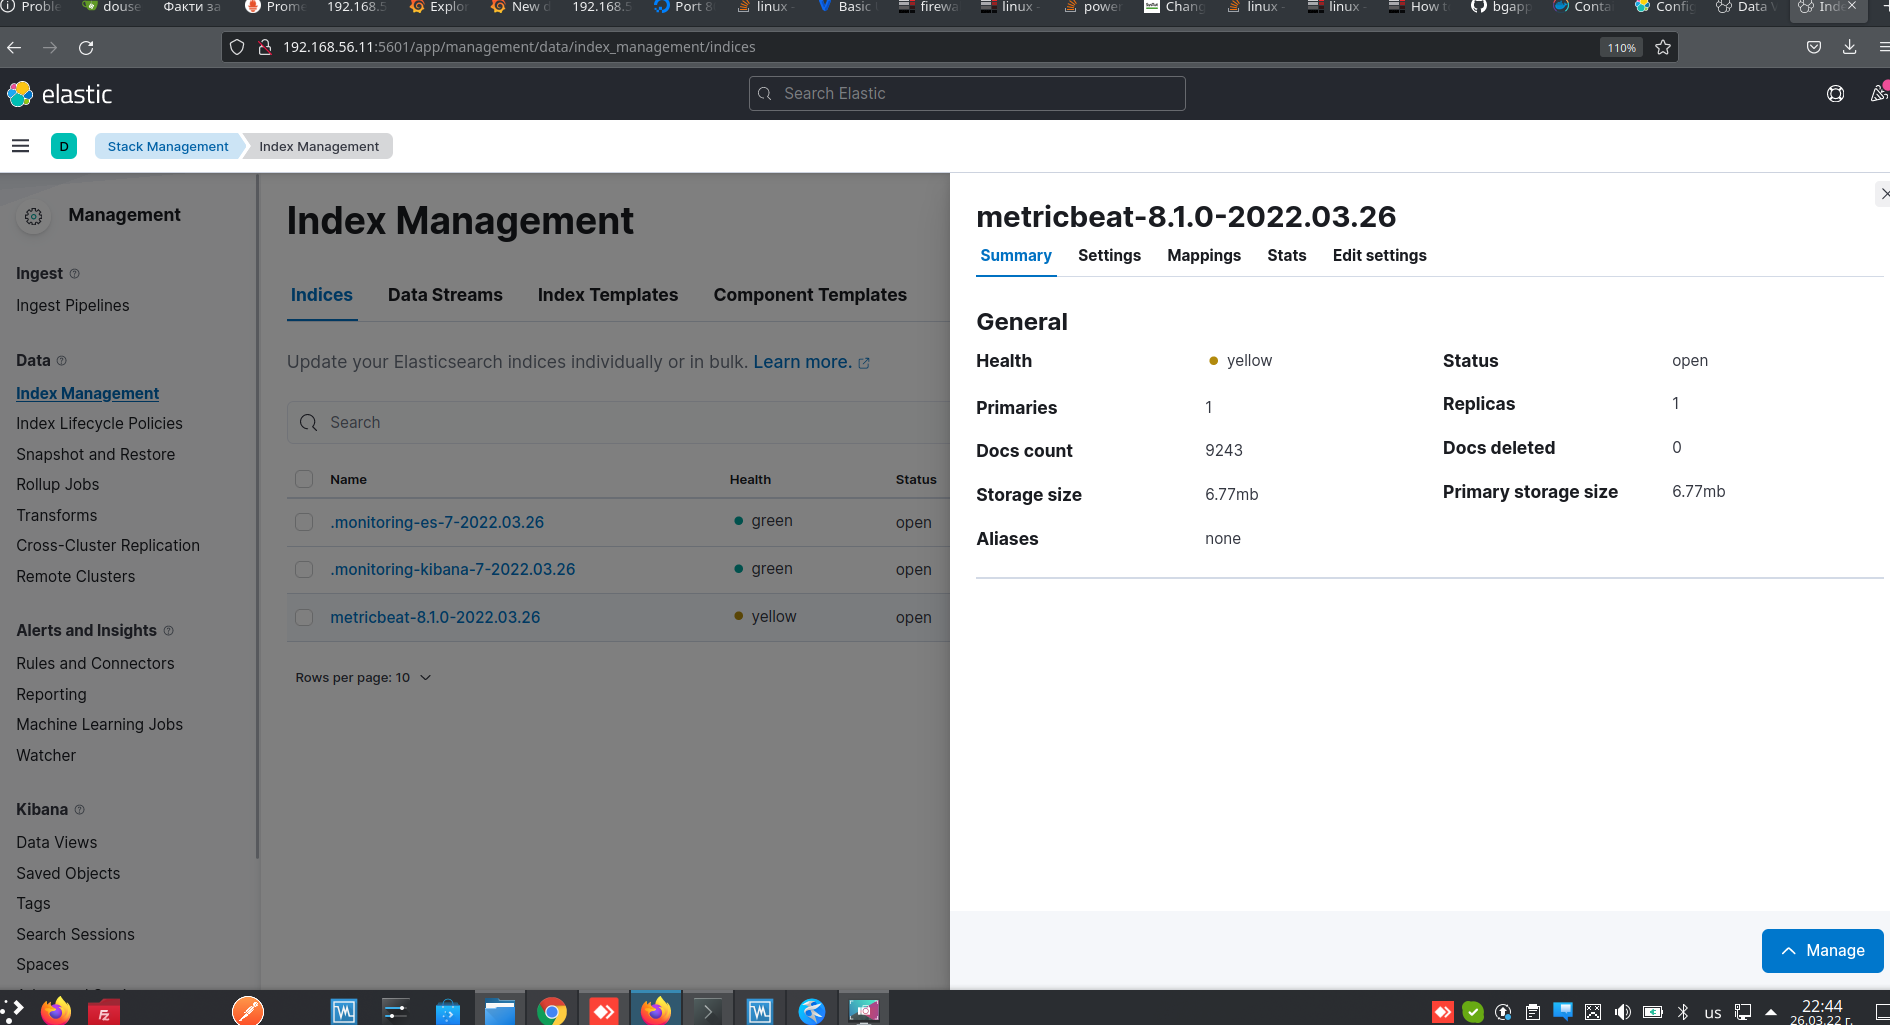 Proble douse Факти за Prome 192.168.5 Explor New d 192.168.5 Port 8 linux - Basic firewa linux - power Chang linux - linux - How to bgapp Conta Config Data V Inde
192.168.56.11:5601/app/management/data/index_management/indices 110%
elastic Search Elastic
D Stack Management Index Management
Management
Ingest
Ingest Pipelines
Data
Index Management
Index Lifecycle Policies
Snapshot and Restore
Rollup Jobs
Transforms
Cross-Cluster Replication
Remote Clusters
Alerts and Insights
Rules and Connectors
Reporting
Machine Learning Jobs
Watcher
Kibana
Data Views
Saved Objects
Tags
Search Sessions
Spaces
Index Management
Indices Data Streams Index Templates Component Templates
Update your Elasticsearch indices individually or in bulk. Learn more.
Search
Name Health Status
.monitoring-es-7-2022.03.26 green open
.monitoring-kibana-7-2022.03.26 green open
metricbeat-8.1.0-2022.03.26 yellow open
Rows per page: 10
metricbeat-8.1.0-2022.03.26
Summary Settings Mappings Stats Edit settings
General
Health yellow Status open
Primaries 1 Replicas 1
Docs count 9243 Docs deleted 0
Storage size 6.77mb Primary storage size 6.77mb
Aliases none
Manage
us 22:44
26.03.22 г.